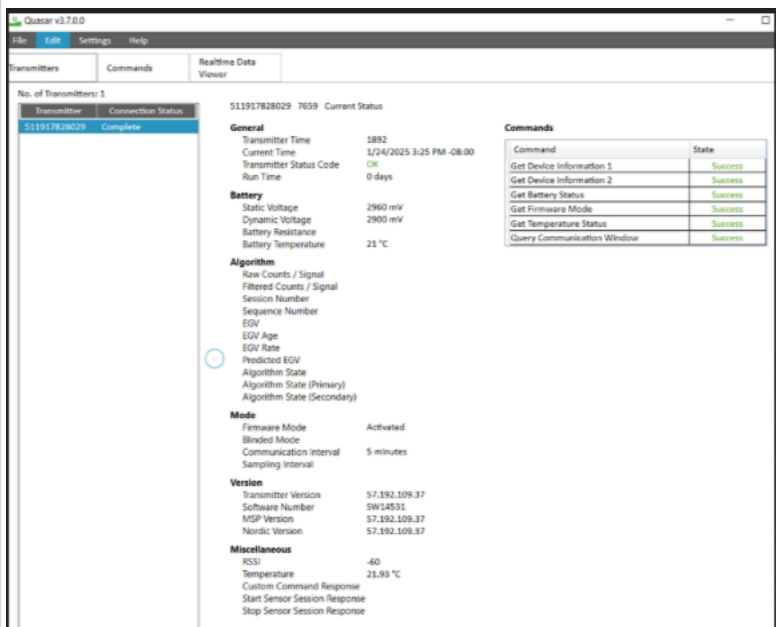 Quasar v3.7.0.0
File Edit Settings Help
Transmitters Commands Realtime Data Viewer
No. of Transmitters: 1
Transmitter Connection Status
511917828029 Complete
511917828029 7659 Current Status
General
Transmitter Time 1892
Current Time 1/24/2025 3:25 PM -08:00
Transmitter Status Code OK
Run Time 0 days
Battery
Static Voltage 2960 mV
Dynamic Voltage 2900 mV
Battery Resistance
Battery Temperature 21 °C
Algorithm
Raw Counts / Signal
Filtered Counts / Signal
Session Number
Sequence Number
EGV
EGV Age
EGV Rate
Predicted EGV
Algorithm State
Algorithm State (Primary)
Algorithm State (Secondary)
Mode
Firmware Mode Activated
Blinded Mode
Communication Interval 5 minutes
Sampling Interval
Version
Transmitter Version 57.192.109.37
Software Number SW14531
MSP Version 57.192.109.37
Nordic Version 57.192.109.37
Miscellaneous
RSSI -60
Temperature 21.93 °C
Custom Command Response
Start Sensor Session Response
Stop Sensor Session Response
Commands
Command State
Get Device Information 1 Success
Get Device Information 2 Success
Get Battery Status Success
Get Firmware Mode Success
Get Temperature Status Success
Query Communication Window Success